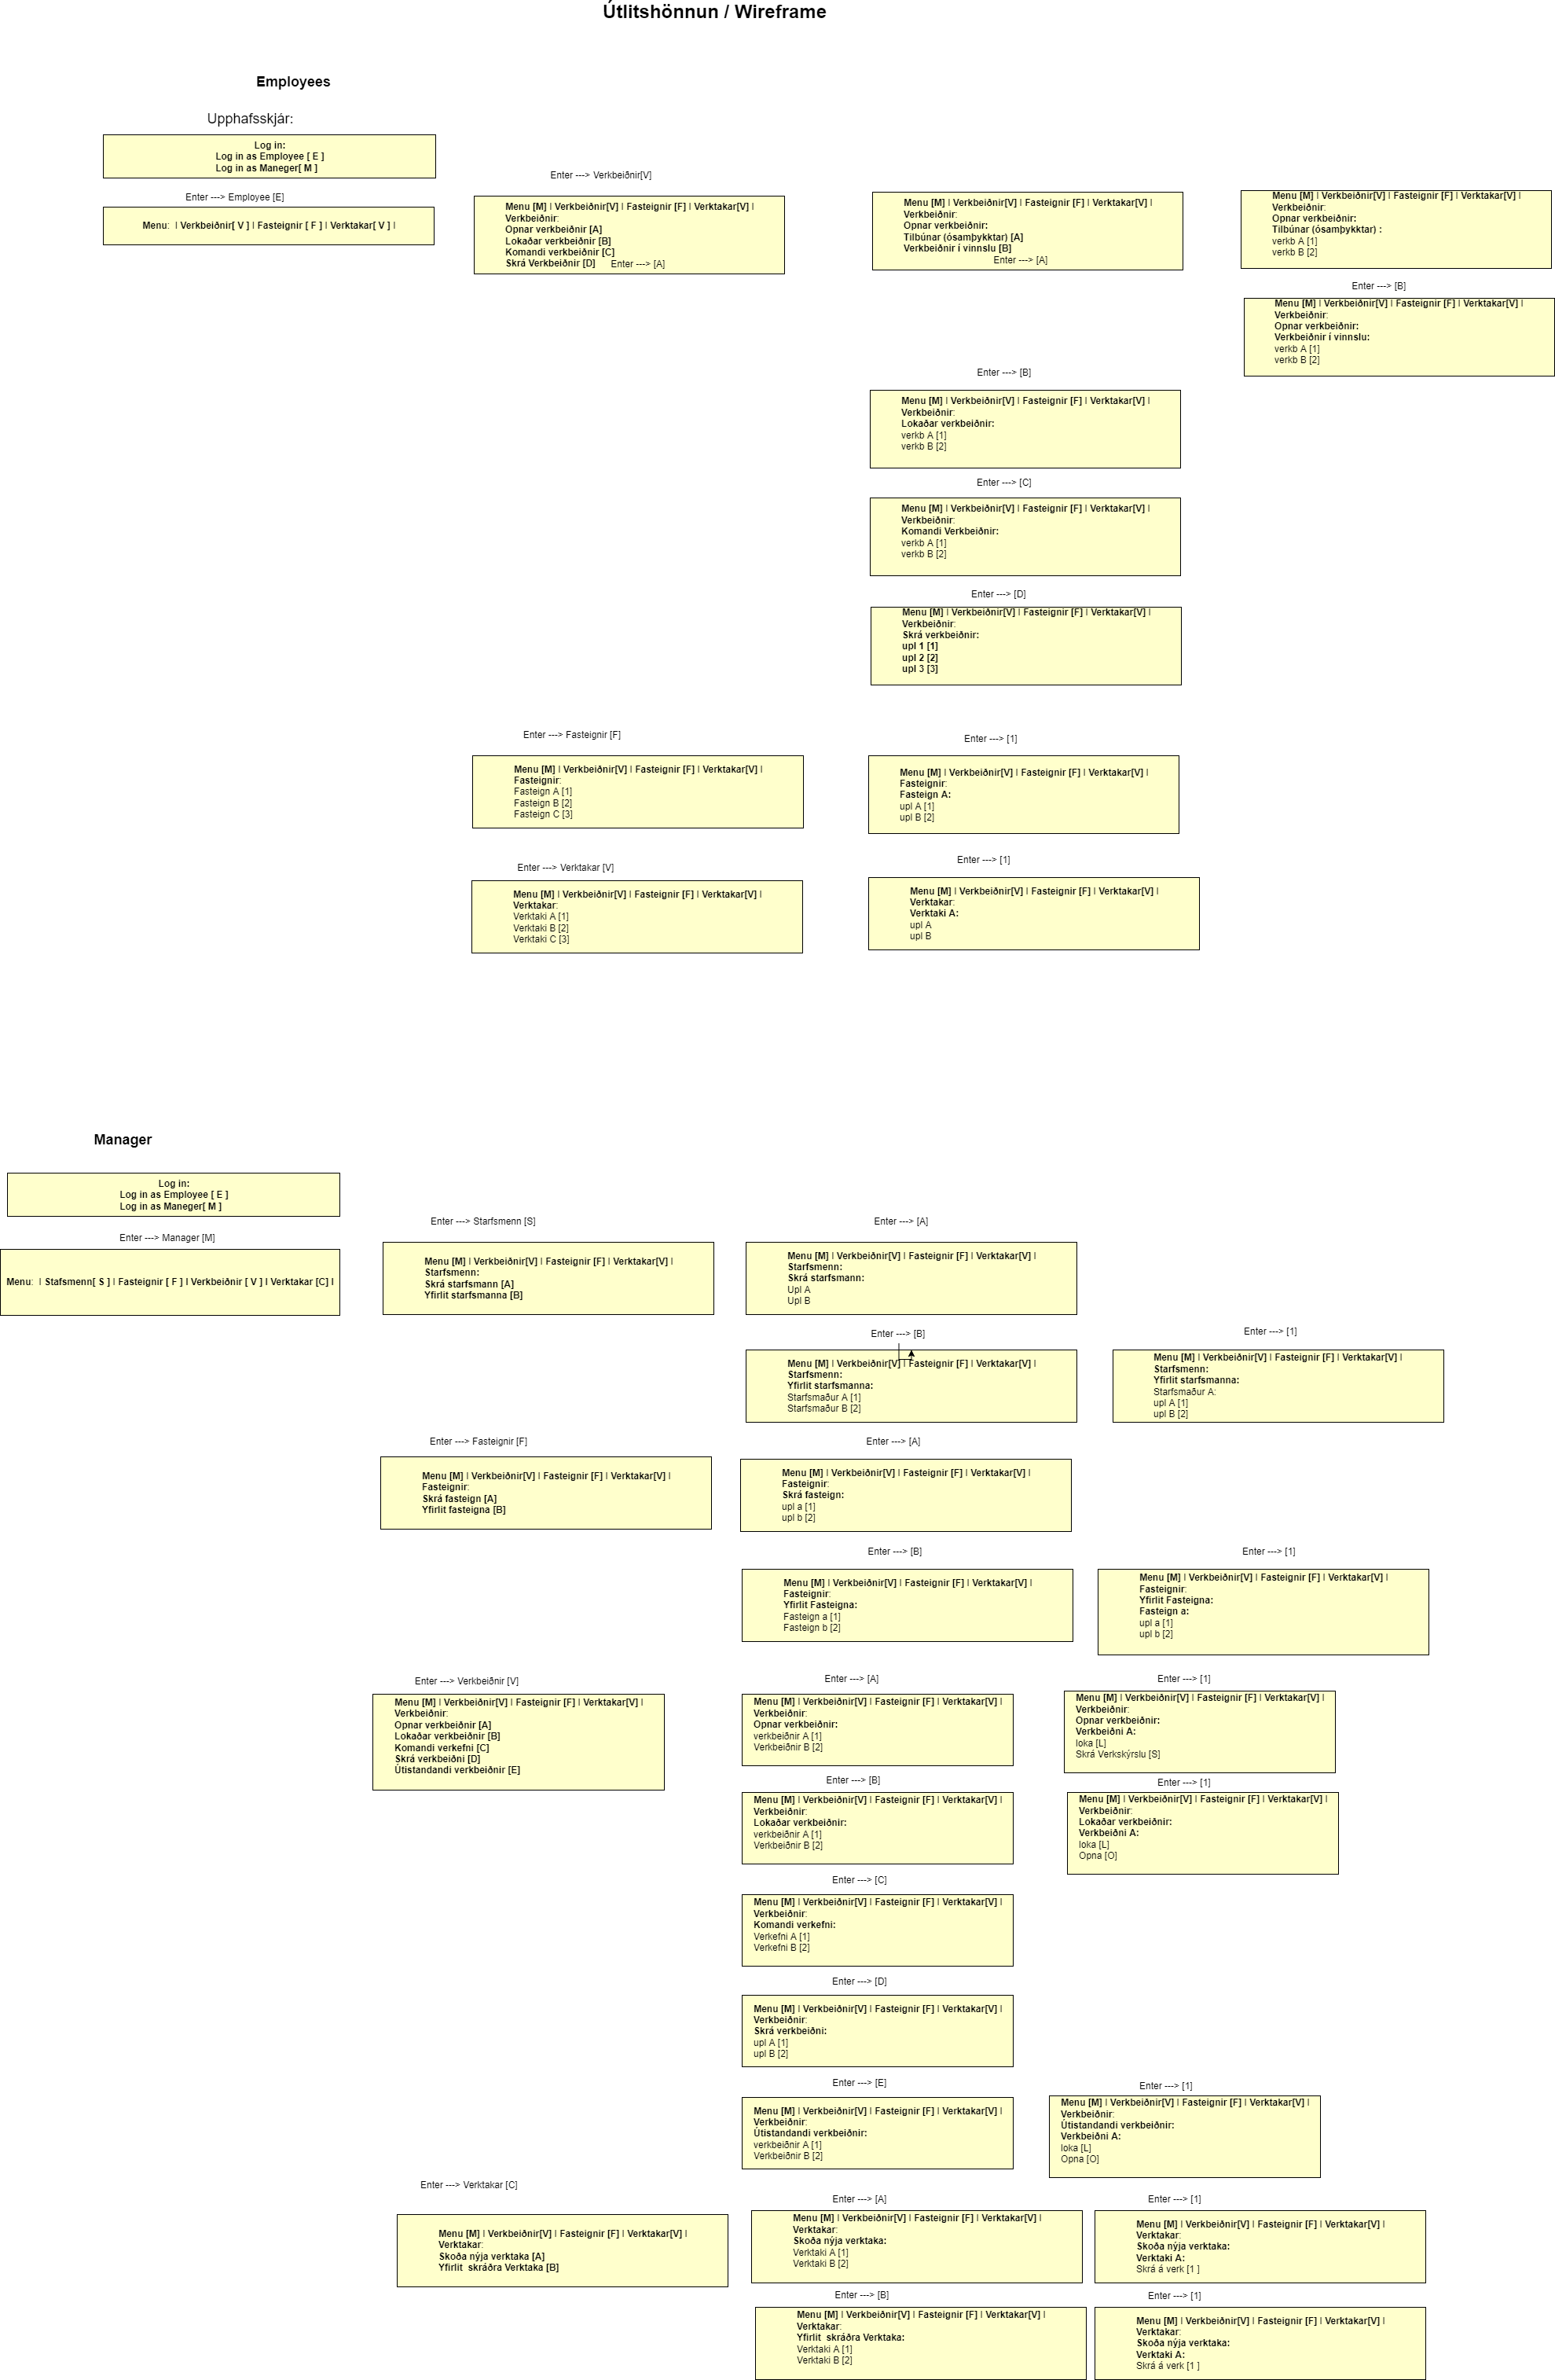 Útlitshönnun / Wireframe
Employees
Upphafsskjár:
Log in:
Log in as Employee [ E ]
Log in as Maneger[ M ]
Enter ---> Employee [E]
Menu: | Verkbeiðnir[ V ] | Fasteignir [ F ] | Verktakar[ V ] |
Enter ---> Verkbeiðnir[V]
Menu [M] | Verkbeiðnir[V] | Fasteignir [F] | Verktakar[V] |
Verkbeiðnir:
Opnar verkbeiðnir [A]
Lokaðar verkbeiðnir [B]
Komandi verkbeiðnir [C]
Skrá Verkbeiðnir [D]
Enter ---> [A]
Menu [M] | Verkbeiðnir[V] | Fasteignir [F] | Verktakar[V] |
Verkbeiðnir:
Opnar verkbeiðnir:
Tilbúnar (ósamþykktar) [A]
Verkbeiðnir í vinnslu [B]
Enter ---> [A]
Menu [M] | Verkbeiðnir[V] | Fasteignir [F] | Verktakar[V] |
Verkbeiðnir:
Opnar verkbeiðnir:
Tilbúnar (ósamþykktar) :
verkb A [1]
verkb B [2]
Enter ---> [B]
Menu [M] | Verkbeiðnir[V] | Fasteignir [F] | Verktakar[V] |
Verkbeiðnir:
Opnar verkbeiðnir:
Verkbeiðnir í vinnslu:
verkb A [1]
verkb B [2]
Enter ---> [B]
Menu [M] | Verkbeiðnir[V] | Fasteignir [F] | Verktakar[V] |
Verkbeiðnir:
Lokaðar verkbeiðnir:
verkb A [1]
verkb B [2]
Enter ---> [C]
Menu [M] | Verkbeiðnir[V] | Fasteignir [F] | Verktakar[V] |
Verkbeiðnir:
Komandi Verkbeiðnir:
verkb A [1]
verkb B [2]
Enter ---> [D]
Menu [M] | Verkbeiðnir[V] | Fasteignir [F] | Verktakar[V] |
Verkbeiðnir:
Skrá verkbeiðnir:
upl 1 [1]
upl 2 [2]
upl 3 [3]
Enter ---> Fasteignir [F]
Menu [M] | Verkbeiðnir[V] | Fasteignir [F] | Verktakar[V] |
Fasteignir:
Fasteign A [1]
Fasteign B [2]
Fasteign C [3]
Enter ---> [1]
Menu [M] | Verkbeiðnir[V] | Fasteignir [F] | Verktakar[V] |
Fasteignir:
Fasteign A:
upl A [1]
upl B [2]
Enter ---> Verktakar [V]
Menu [M] | Verkbeiðnir[V] | Fasteignir [F] | Verktakar[V] |
Verktakar:
Verktaki A [1]
Verktaki B [2]
Verktaki C [3]
Enter ---> [1]
Menu [M] | Verkbeiðnir[V] | Fasteignir [F] | Verktakar[V] |
Verktakar:
Verktaki A:
upl A
upl B
Manager
Log in:
Log in as Employee [ E ]
Log in as Maneger[ M ]
Enter ---> Manager [M]
Menu: | Stafsmenn[ S ] | Fasteignir [ F ] | Verkbeiðnir [ V ] | Verktakar [C] |
Enter ---> Starfsmenn [S]
Menu [M] | Verkbeiðnir[V] | Fasteignir [F] | Verktakar[V] |
Starfsmenn:
Skrá starfsmann [A]
Yfirlit starfsmanna [B]
Enter ---> [A]
Menu [M] | Verkbeiðnir[V] | Fasteignir [F] | Verktakar[V] |
Starfsmenn:
Skrá starfsmann:
Upl A
Upl B
Enter ---> [B]
Menu [M] | Verkbeiðnir[V] | Fasteignir [F] | Verktakar[V] |
Starfsmenn:
Yfirlit starfsmanna:
Starfsmaður A [1]
Starfsmaður B [2]
Enter ---> [1]
Menu [M] | Verkbeiðnir[V] | Fasteignir [F] | Verktakar[V] |
Starfsmenn:
Yfirlit starfsmanna:
Starfsmaður A:
upl A [1]
upl B [2]
Enter ---> Fasteignir [F]
Menu [M] | Verkbeiðnir[V] | Fasteignir [F] | Verktakar[V] |
Fasteignir:
Skrá fasteign [A]
Yfirlit fasteigna [B]
Enter ---> [A]
Menu [M] | Verkbeiðnir[V] | Fasteignir [F] | Verktakar[V] |
Fasteignir:
Skrá fasteign:
upl a [1]
upl b [2]
Enter ---> [B]
Menu [M] | Verkbeiðnir[V] | Fasteignir [F] | Verktakar[V] |
Fasteignir:
Yfirlit Fasteigna:
Fasteign a [1]
Fasteign b [2]
Enter ---> [1]
Menu [M] | Verkbeiðnir[V] | Fasteignir [F] | Verktakar[V] |
Fasteignir:
Yfirlit Fasteigna:
Fasteign a:
upl a [1]
upl b [2]
Enter ---> Verkbeiðnir [V]
Menu [M] | Verkbeiðnir[V] | Fasteignir [F] | Verktakar[V] |
Verkbeiðnir:
Opnar verkbeiðnir [A]
Lokaðar verkbeiðnir [B]
Komandi verkefni [C]
Skrá verkbeiðni [D]
Útistandandi verkbeiðnir [E]
Enter ---> [A]
Menu [M] | Verkbeiðnir[V] | Fasteignir [F] | Verktakar[V] |
Verkbeiðnir:
Opnar verkbeiðnir:
verkbeiðnir A [1]
Verkbeiðnir B [2]
Enter ---> [1]
Menu [M] | Verkbeiðnir[V] | Fasteignir [F] | Verktakar[V] |
Verkbeiðnir:
Opnar verkbeiðnir:
Verkbeiðni A:
loka [L]
Skrá Verkskýrslu [S]
Enter ---> [B]
Menu [M] | Verkbeiðnir[V] | Fasteignir [F] | Verktakar[V] |
Verkbeiðnir:
Lokaðar verkbeiðnir:
verkbeiðnir A [1]
Verkbeiðnir B [2]
Enter ---> [1]
Menu [M] | Verkbeiðnir[V] | Fasteignir [F] | Verktakar[V] |
Verkbeiðnir:
Lokaðar verkbeiðnir:
Verkbeiðni A:
loka [L]
Opna [O]
Enter ---> [C]
Menu [M] | Verkbeiðnir[V] | Fasteignir [F] | Verktakar[V] |
Verkbeiðnir:
Komandi verkefni:
Verkefni A [1]
Verkefni B [2]
Enter ---> [D]
Menu [M] | Verkbeiðnir[V] | Fasteignir [F] | Verktakar[V] |
Verkbeiðnir:
Skrá verkbeiðni:
upl A [1]
upl B [2]
Enter ---> [E]
Menu [M] | Verkbeiðnir[V] | Fasteignir [F] | Verktakar[V] |
Verkbeiðnir:
Útistandandi verkbeiðnir:
verkbeiðnir A [1]
Verkbeiðnir B [2]
Enter ---> [1]
Menu [M] | Verkbeiðnir[V] | Fasteignir [F] | Verktakar[V] |
Verkbeiðnir:
Útistandandi verkbeiðnir:
Verkbeiðni A:
loka [L]
Opna [O]
Enter ---> Verktakar [C]
Menu [M] | Verkbeiðnir[V] | Fasteignir [F] | Verktakar[V] |
Verktakar:
Skoða nýja verktaka [A]
Yfirlit skráðra Verktaka [B]
Enter ---> [A]
Menu [M] | Verkbeiðnir[V] | Fasteignir [F] | Verktakar[V] |
Verktakar:
Skoða nýja verktaka:
Verktaki A [1]
Verktaki B [2]
Enter ---> [1]
Menu [M] | Verkbeiðnir[V] | Fasteignir [F] | Verktakar[V] |
Verktakar:
Skoða nýja verktaka:
Verktaki A:
Skrá á verk [1 ]
Enter ---> [B]
Menu [M] | Verkbeiðnir[V] | Fasteignir [F] | Verktakar[V] |
Verktakar:
Yfirlit skráðra Verktaka:
Verktaki A [1]
Verktaki B [2]
Enter ---> [1]
Menu [M] | Verkbeiðnir[V] | Fasteignir [F] | Verktakar[V] |
Verktakar:
Skoða nýja verktaka:
Verktaki A:
Skrá á verk [1 ]